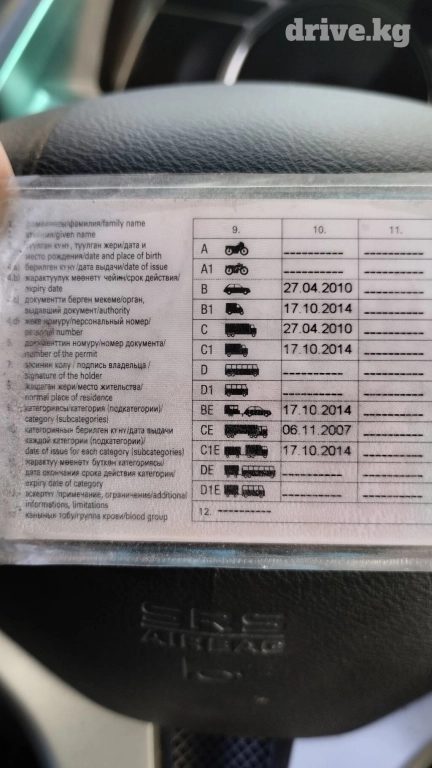 drive.kg
фамилиясы/фамилия/family name
/given name
туулган күнү, туулган жери/дата и
место рождения/date and place of birth
берилген күнү/дата выдачи/date of issue
жарактуулук мөөнөтү чейин/срок действия/
expiry date
документти берген мекеме/орган,
выдавший документ/authority
жеке номуру/персональный номер/
personal number
документтин номуру/номер документа/
number of the permit
ээсинин колу / подпись владельца/
signature of the holder
жашаган жери/место жительства/
normal place of residence
категориясы/категория (подкатегории)/
category (subcategories)
категориянын берилген күнү/дата выдачи
каждой категории (подкатегории)/
date of issue for each category (subcategories)
жарактуу мөөнөтү бүткөн категориясы/
дата окончания срока действия категории/
expiry date of category
эскертүү /примечание, ограничения/additional
informations, limitations
канынын тобу/группа крови/blood group
9. 10. 11.
A ---------- ----------
A1 ---------- ----------
B 27.04.2010 ----------
B1 17.10.2014 ----------
C 27.04.2010 ----------
C1 17.10.2014 ----------
D ---------- ----------
D1 ---------- ----------
BE 17.10.2014 ----------
CE 06.11.2007 ----------
C1E 17.10.2014 ----------
DE ---------- ----------
D1E ---------- ----------
12. ----------
SRS
AIRBAG